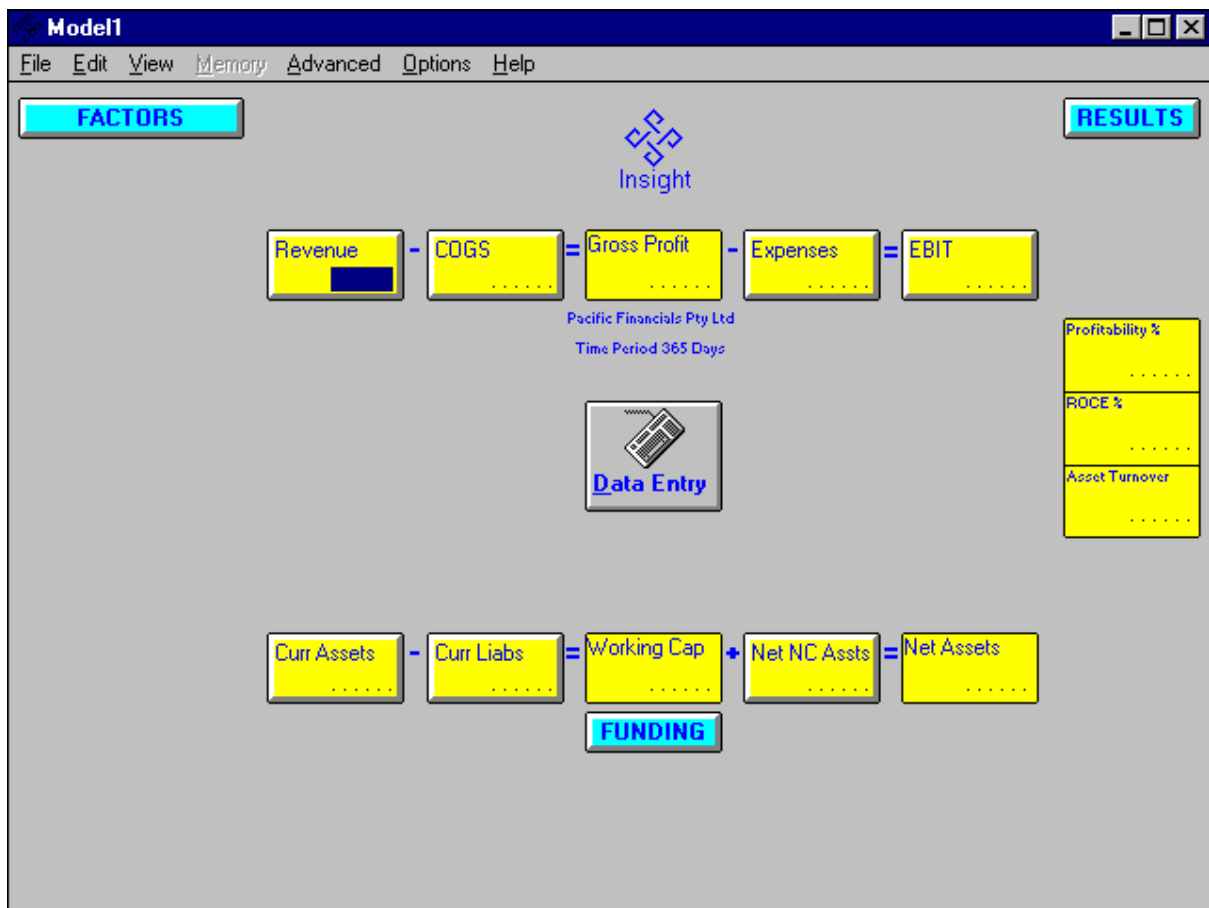 Model1
File Edit View Memory Advanced Options Help
FACTORS
RESULTS
Insight
Revenue - COGS = Gross Profit - Expenses = EBIT
...... ...... ...... ......
Pacific Financials Pty Ltd
Time Period 365 Days
Profitability %
......
ROCE %
......
Asset Turnover
......
Data Entry
Curr Assets - Curr Liabs = Working Cap + Net NC Assts = Net Assets
...... ...... ...... ...... ......
FUNDING